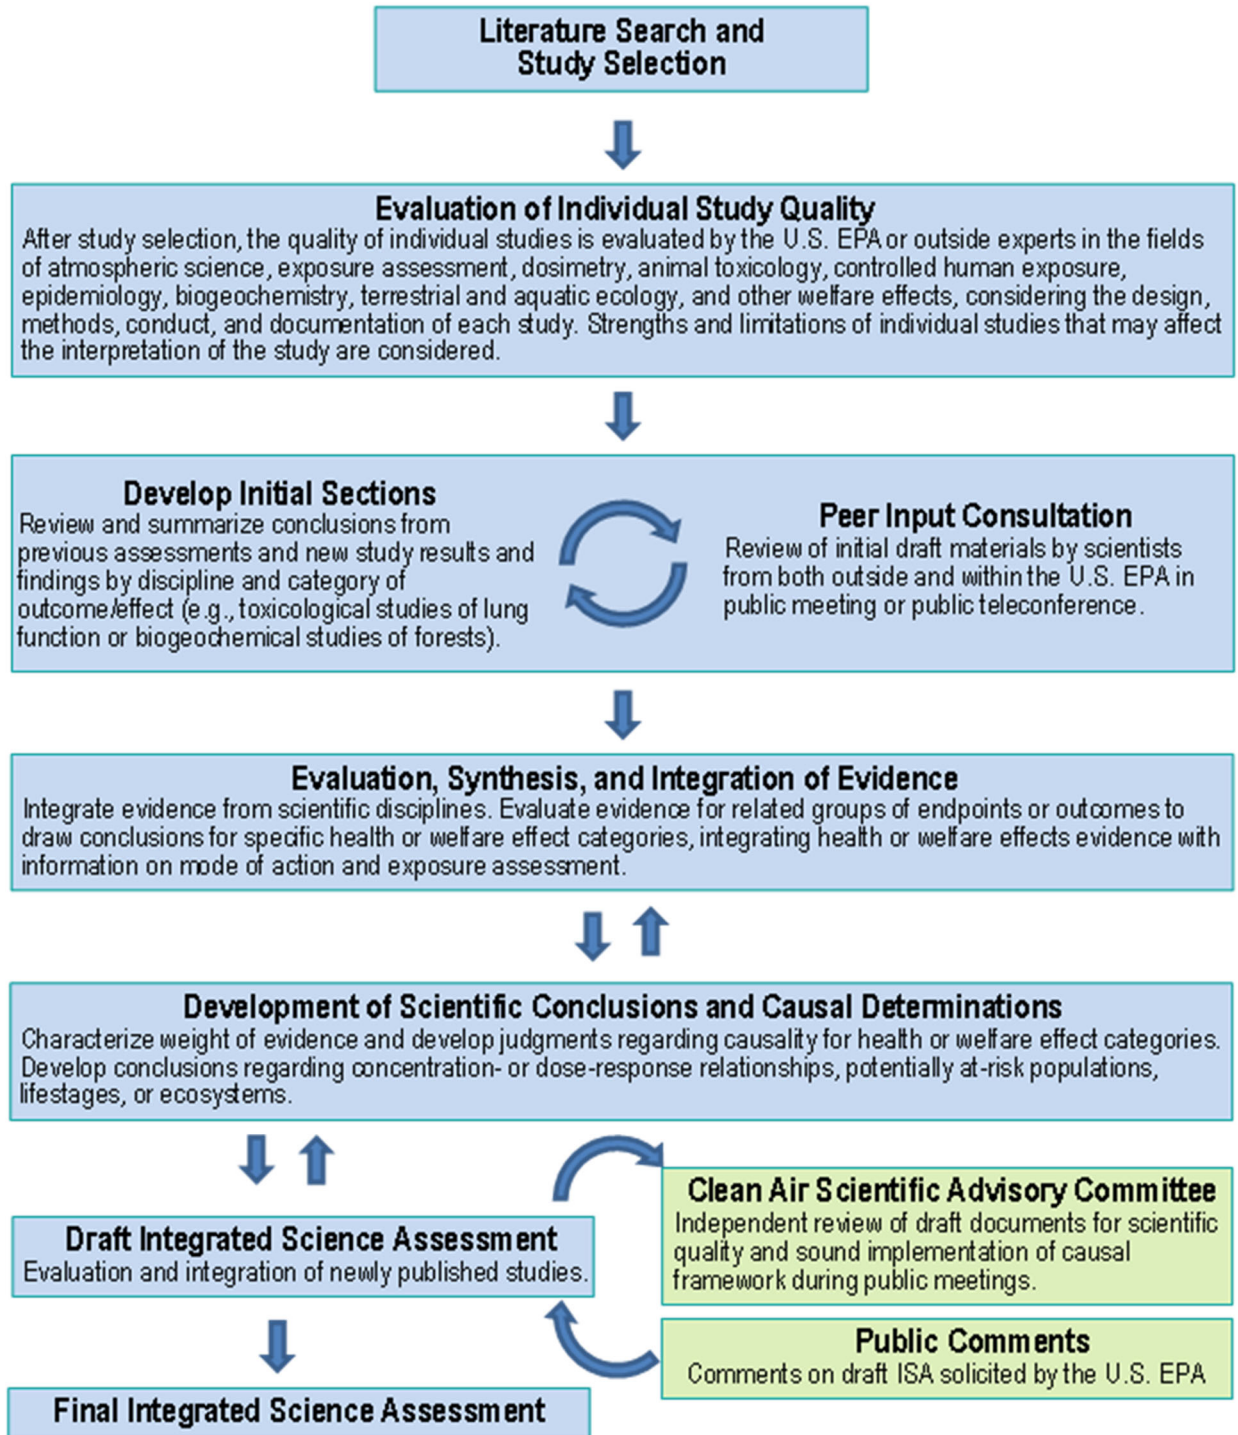 Literature Search and
Study Selection
Evaluation of Individual Study Quality
After study selection, the quality of individual studies is evaluated by the U.S. EPA or outside experts in the fields
of atmospheric science, exposure assessment, dosimetry, animal toxicology, controlled human exposure,
epidemiology, biogeochemistry, terrestrial and aquatic ecology, and other welfare effects, considering the design,
methods, conduct, and documentation of each study. Strengths and limitations of individual studies that may affect
the interpretation of the study are considered.
Develop Initial Sections
Review and summarize conclusions from
previous assessments and new study results and
findings by discipline and category of
outcome/effect (e.g., toxicological studies of lung
function or biogeochemical studies of forests).
Peer Input Consultation
Review of initial draft materials by scientists
from both outside and within the U.S. EPA in
public meeting or public teleconference.
Evaluation, Synthesis, and Integration of Evidence
Integrate evidence from scientific disciplines. Evaluate evidence for related groups of endpoints or outcomes to
draw conclusions for specific health or welfare effect categories, integrating health or welfare effects evidence with
information on mode of action and exposure assessment.
Development of Scientific Conclusions and Causal Determinations
Characterize weight of evidence and develop judgments regarding causality for health or welfare effect categories.
Develop conclusions regarding concentration- or dose-response relationships, potentially at-risk populations,
lifestages, or ecosystems.
Draft Integrated Science Assessment
Evaluation and integration of newly published studies.
Clean Air Scientific Advisory Committee
Independent review of draft documents for scientific
quality and sound implementation of causal
framework during public meetings.
Public Comments
Comments on draft ISA solicited by the U.S. EPA
Final Integrated Science Assessment